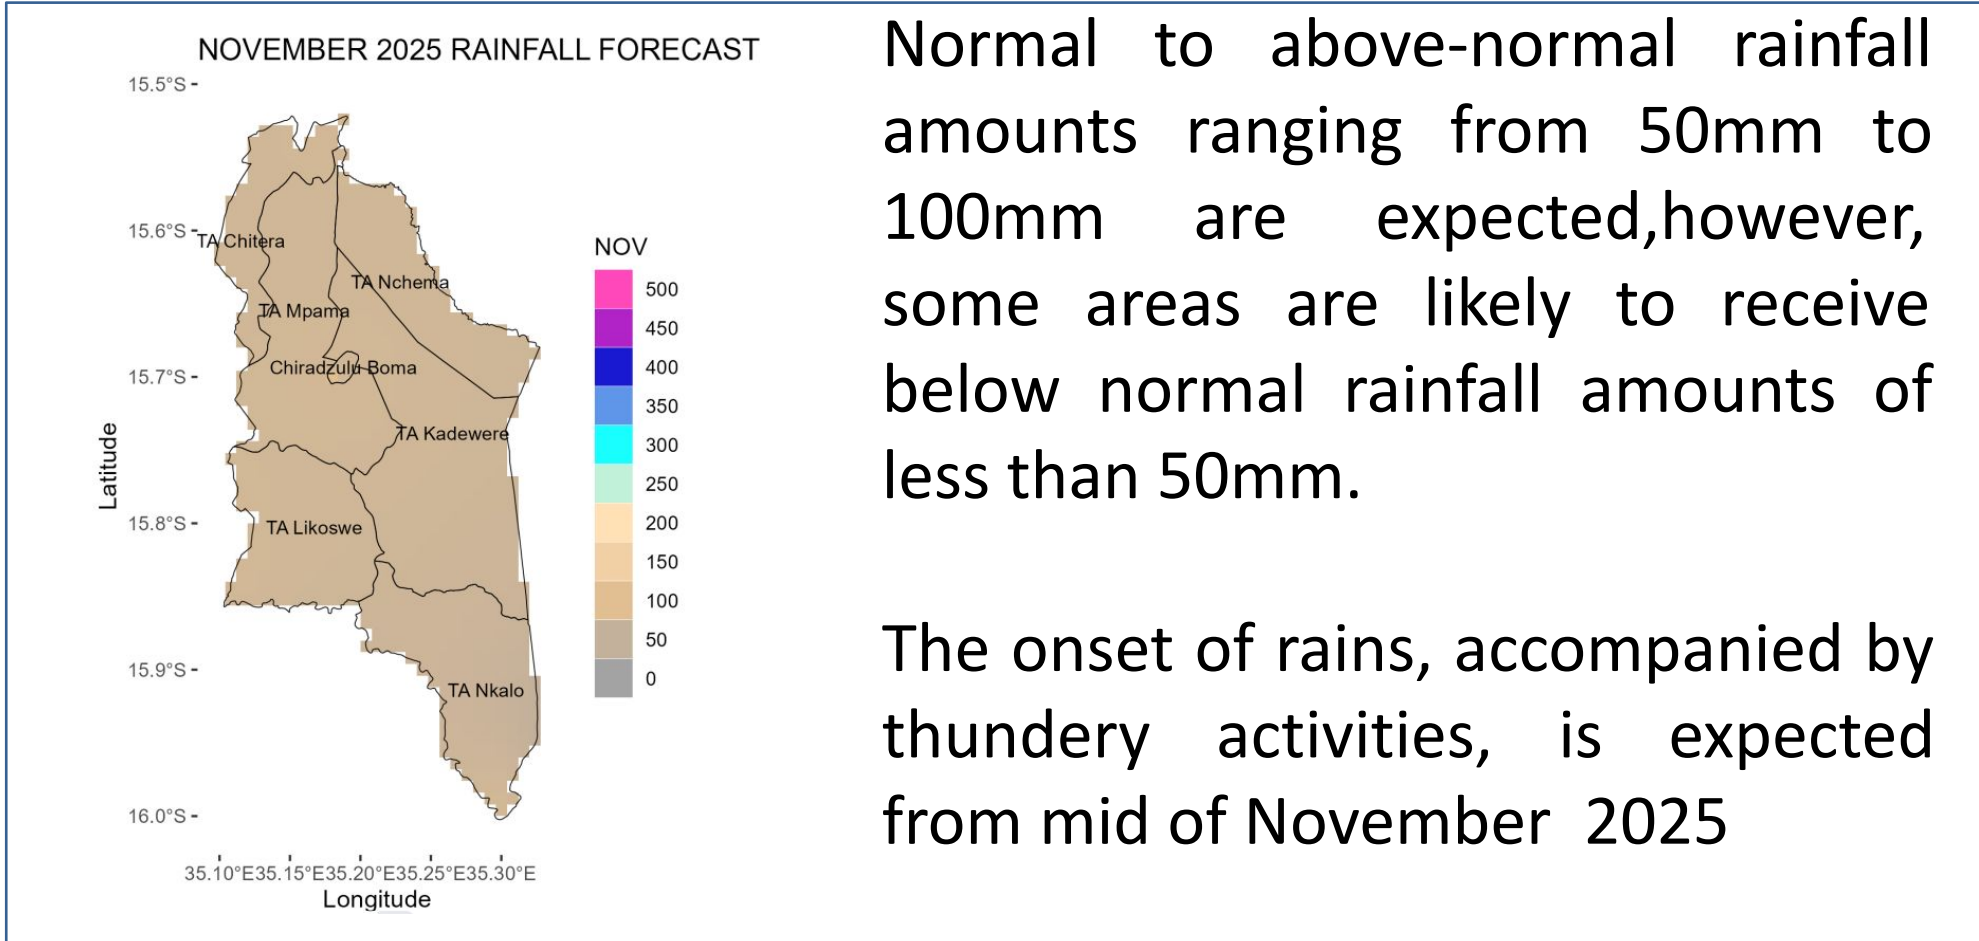 NOVEMBER 2025 RAINFALL FORECAST
15.5°S
15.6°S
15.7°S
15.8°S
15.9°S
16.0°S
Latitude
TA Chitera
TA Nchema
TA Mpama
Chiradzulu Boma
TA Kadewere
TA Likoswe
TA Nkalo
35.10°E35.15°E35.20°E35.25°E35.30°E
Longitude
NOV
500
450
400
350
300
250
200
150
100
50
0
Normal to above-normal rainfall
amounts ranging from 50mm to
100mm are expected,however,
some areas are likely to receive
below normal rainfall amounts of
less than 50mm.
The onset of rains, accompanied by
thundery activities, is expected
from mid of November 2025